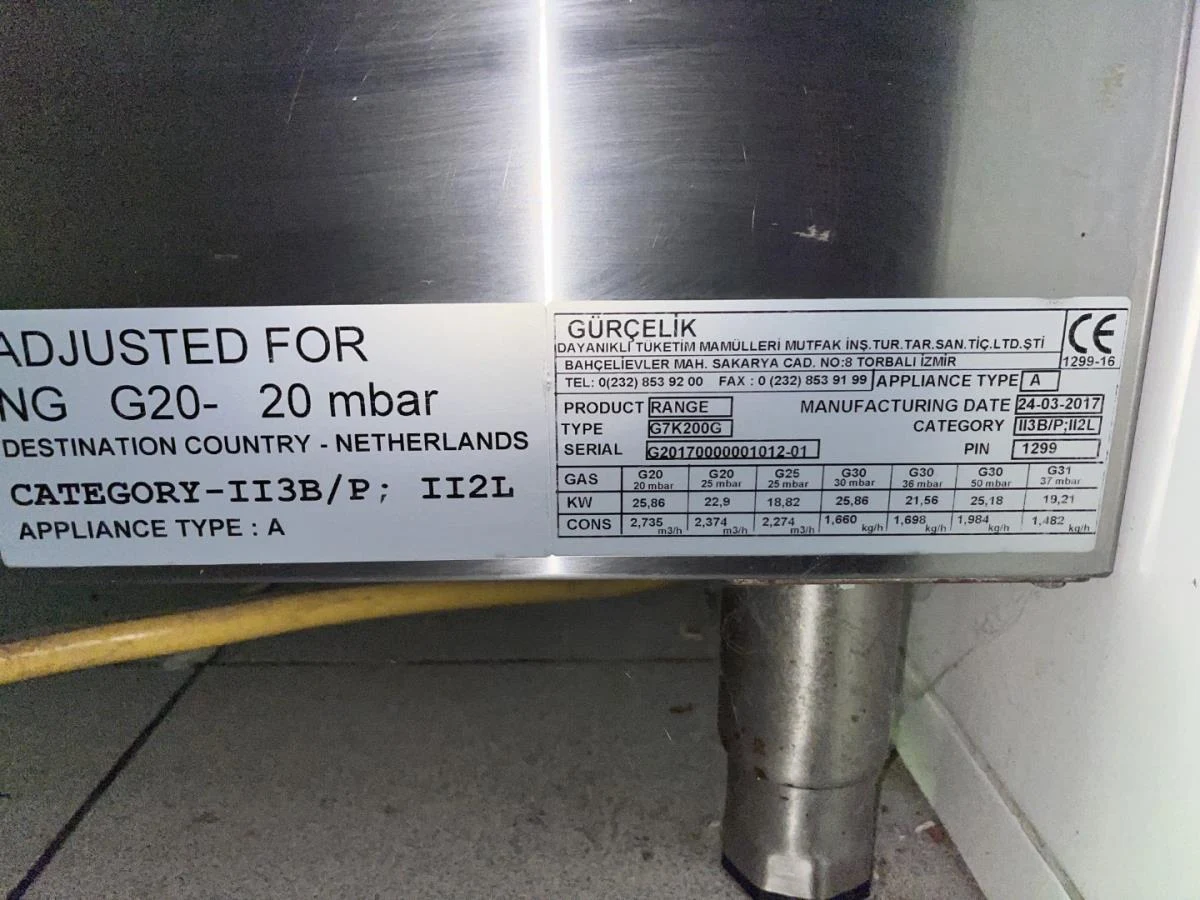 ADJUSTED FOR
NG G20- 20 mbar
DESTINATION COUNTRY - NETHERLANDS
CATEGORY-II3B/P; II2L
APPLIANCE TYPE : A
GÜRÇELİK
DAYANIKLI TÜKETİM MAMÜLLERİ MUTFAK İNŞ.TUR.TAR.SAN.TİÇ.LTD.ŞTİ
BAHÇELİEVLER MAH. SAKARYA CAD. NO:8 TORBALI İZMİR
CE
1299-16
TEL: 0(232) 853 92 00 FAX : 0 (232) 853 91 99 APPLIANCE TYPE A
PRODUCT RANGE MANUFACTURING DATE 24-03-2017
TYPE G7K200G CATEGORY II3B/P;II2L
SERIAL G20170000001012-01 PIN 1299
GAS G20 20 mbar G20 25 mbar G25 25 mbar G30 30 mbar G30 36 mbar G30 50 mbar G31 37 mbar
KW 25,86 22,9 18,82 25,86 21,56 25,18 19,21
CONS 2,735 m3/h 2,374 m3/h 2,274 m3/h 1,660 kg/h 1,698 kg/h 1,984 kg/h 1,482 kg/h